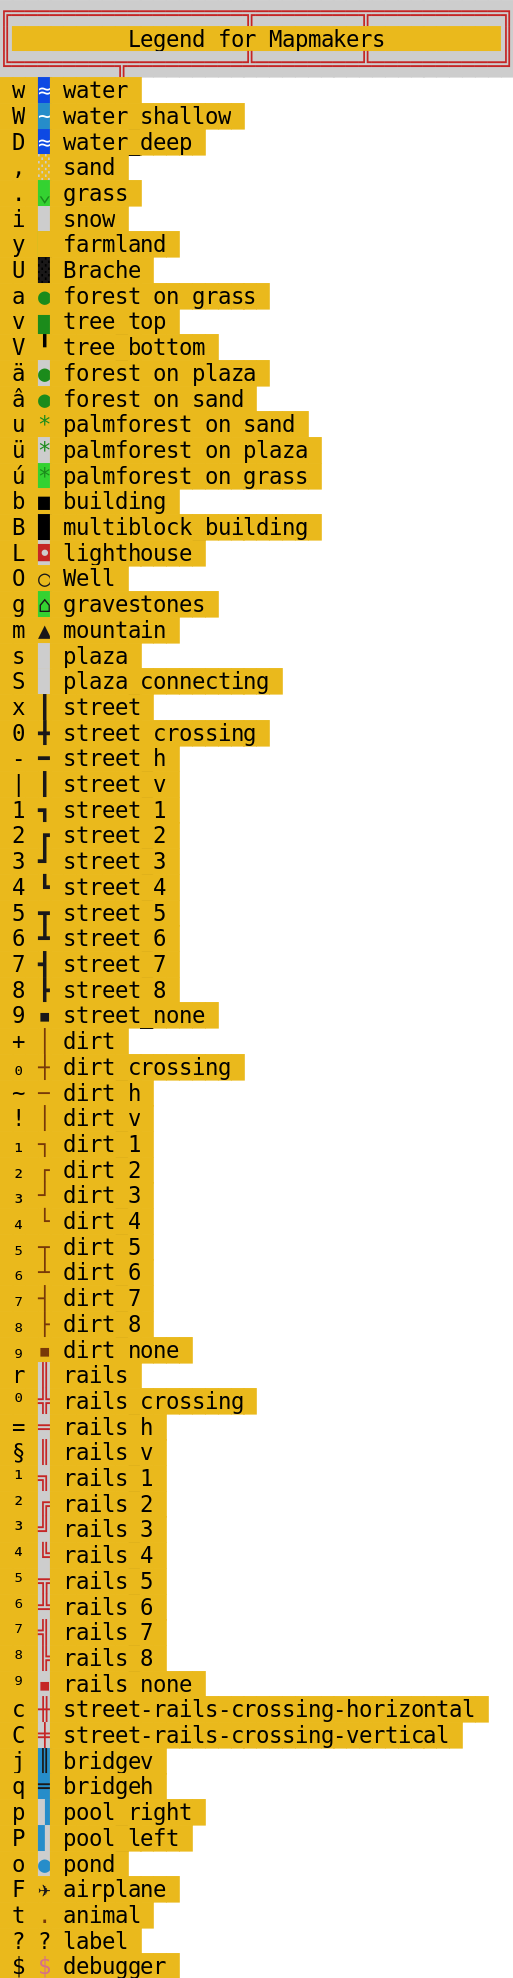 Legend for Mapmakers
w ≈ water
W ~ water_shallow
D ≈ water_deep
, ░ sand
. ⌄ grass
i snow
y farmland
U ▓ Brache
a ● forest on grass
v ■ tree top
V ╹ tree bottom
ä ● forest on plaza
â ● forest on sand
u * palmforest on sand
ü * palmforest on plaza
ú * palmforest on grass
b ■ building
B █ multiblock building
L ◘ lighthouse
O ○ Well
g ⌂ gravestones
m ▲ mountain
s plaza
S plaza connecting
x ┃ street
0 ╋ street crossing
- ━ street h
| ┃ street v
1 ┓ street 1
2 ┏ street 2
3 ┛ street 3
4 ┗ street 4
5 ┳ street 5
6 ┻ street 6
7 ┫ street 7
8 ┣ street 8
9 ▪ street_none
+ │ dirt
₀ ┼ dirt crossing
~ ─ dirt h
! │ dirt v
₁ ┐ dirt 1
₂ ┌ dirt 2
₃ ┘ dirt 3
₄ └ dirt 4
₅ ┬ dirt 5
₆ ┴ dirt 6
₇ ┤ dirt 7
₈ ├ dirt 8
₉ ▪ dirt none
r ║ rails
⁰ ╬ rails crossing
= ═ rails h
§ ║ rails v
¹ ╗ rails 1
² ╔ rails 2
³ ╝ rails 3
⁴ ╚ rails 4
⁵ ╦ rails 5
⁶ ╩ rails 6
⁷ ╣ rails 7
⁸ ╠ rails 8
⁹ ▪ rails none
c ╫ street-rails-crossing-horizontal
C ╪ street-rails-crossing-vertical
j ║ bridgev
q ═ bridgeh
p ▐ pool right
P ▌ pool left
o ● pond
F ✈ airplane
t . animal
? ? label
$ $ debugger